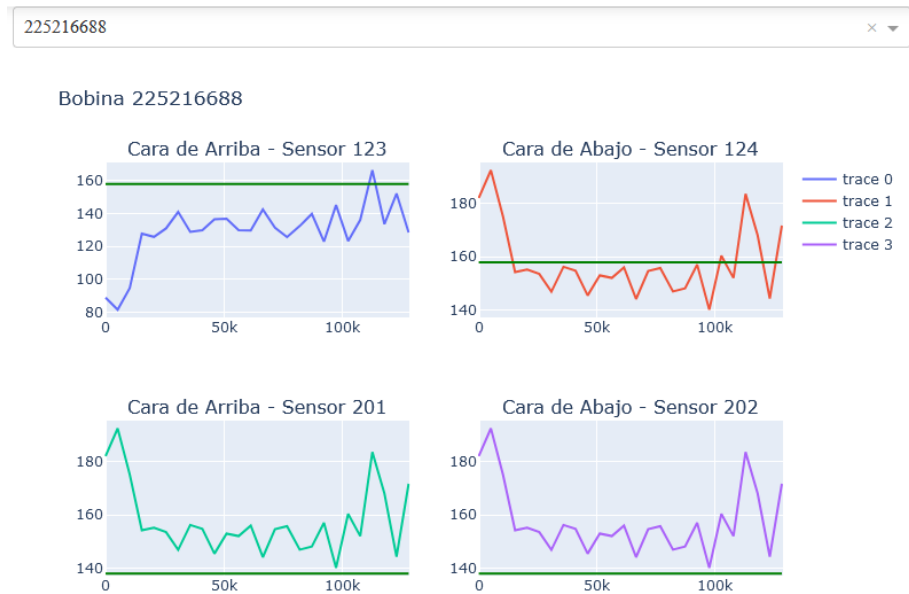 225216688 × 
Bobina 225216688
Cara de Arriba - Sensor 123
160
140
120
100
80
0 50k 100k
Cara de Abajo - Sensor 124
180
160
140
0 50k 100k
trace 0
trace 1
trace 2
trace 3
Cara de Arriba - Sensor 201
180
160
140
0 50k 100k
Cara de Abajo - Sensor 202
180
160
140
0 50k 100k